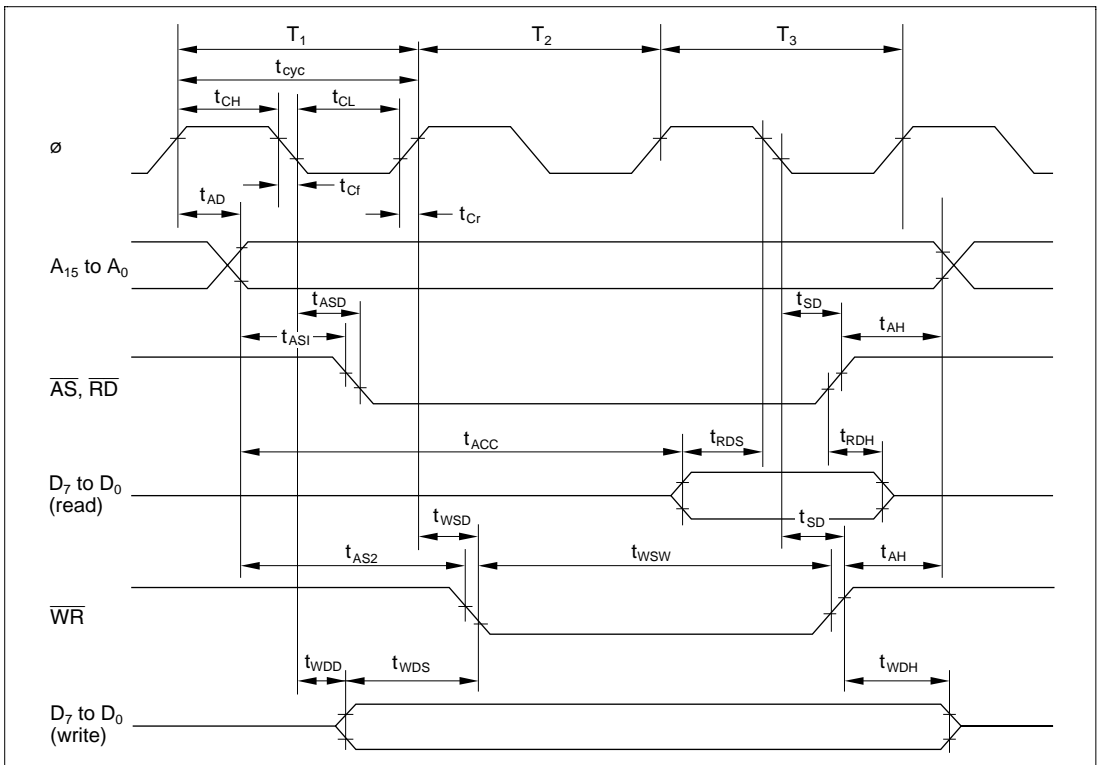 T1 T2 T3
tcyc
tCH tCL
ø
tCf
tAD tCr
A15 to A0
tASD tSD
tASI tAH
AS, RD
tACC tRDS tRDH
D7 to D0
(read)
tWSD tSD
tAS2 tWSW tAH
WR
tWDD tWDS tWDH
D7 to D0
(write)